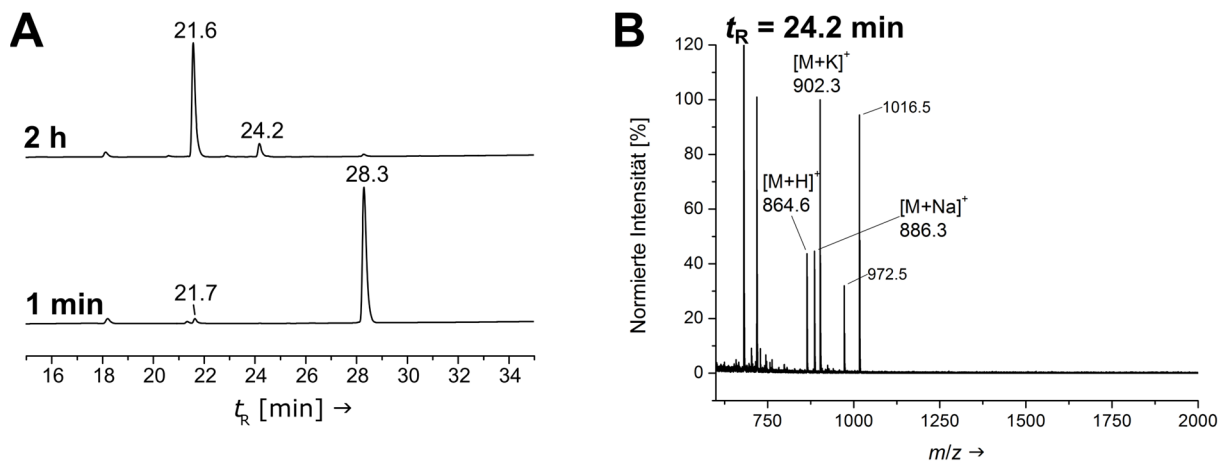 A
21.6
2 h
24.2
28.3
1 min
21.7
16 18 20 22 24 26 28 30 32 34
tR [min] →
B
tR = 24.2 min
Normierte Intensität [%]
120
100
80
60
40
20
0
[M+K]+
902.3
1016.5
[M+H]+
864.6
[M+Na]+
886.3
972.5
750 1000 1250 1500 1750 2000
m/z →